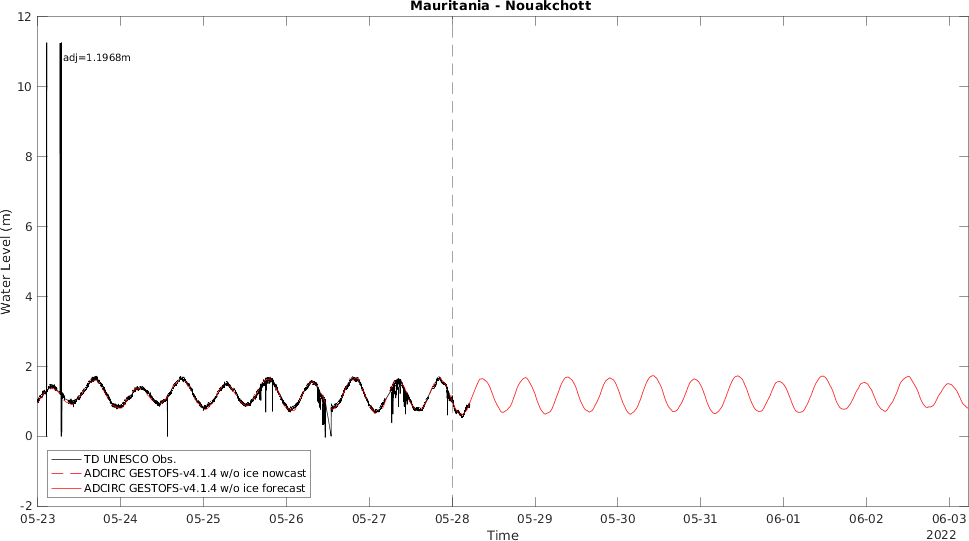 Mauritania - Nouakchott
12
adj=1.1968m
10
8
6
4
2
0
-2
Water Level (m)
TD UNESCO Obs.
ADCIRC GESTOFS-v4.1.4 w/o ice nowcast
ADCIRC GESTOFS-v4.1.4 w/o ice forecast
05-23 05-24 05-25 05-26 05-27 05-28 05-29 05-30 05-31 06-01 06-02 06-03
Time
2022